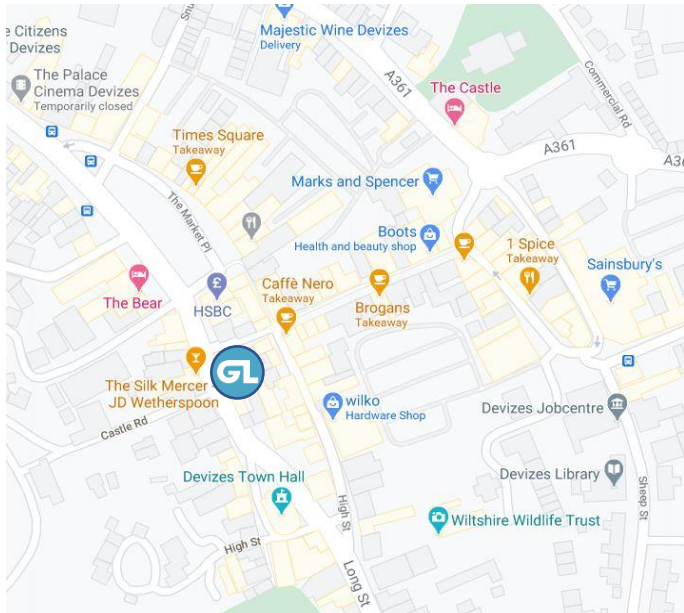 e Citizens
Devizes
Snu
Majestic Wine Devizes
Delivery
The Palace
Cinema Devizes
Temporarily closed
A361
The Castle
Commercial Rd
A361
A36
Times Square
Takeaway
Marks and Spencer
The Market Pl
Boots
Health and beauty shop
1 Spice
Takeaway
Sainsbury's
The Bear
£
HSBC
Caffè Nero
Takeaway
Brogans
Takeaway
GL
The Silk Mercer -
JD Wetherspoon
wilko
Hardware Shop
Castle Rd
Devizes Jobcentre
Devizes Town Hall
Devizes Library
High St
Sheep St
Wiltshire Wildlife Trust
High St
Long St